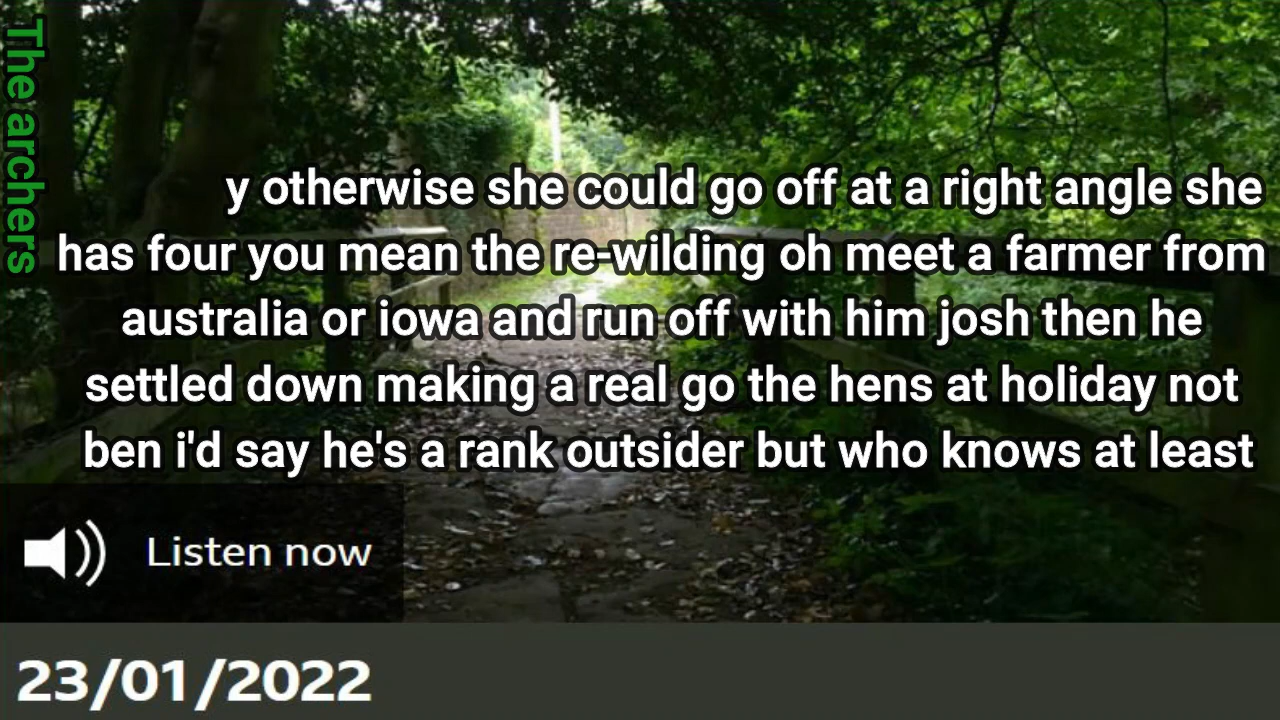 The archers
y otherwise she could go off at a right angle she
has four you mean the re-wilding oh meet a farmer from
australia or iowa and run off with him josh then he
settled down making a real go the hens at holiday not
ben i'd say he's a rank outsider but who knows at least
Listen now
23/01/2022